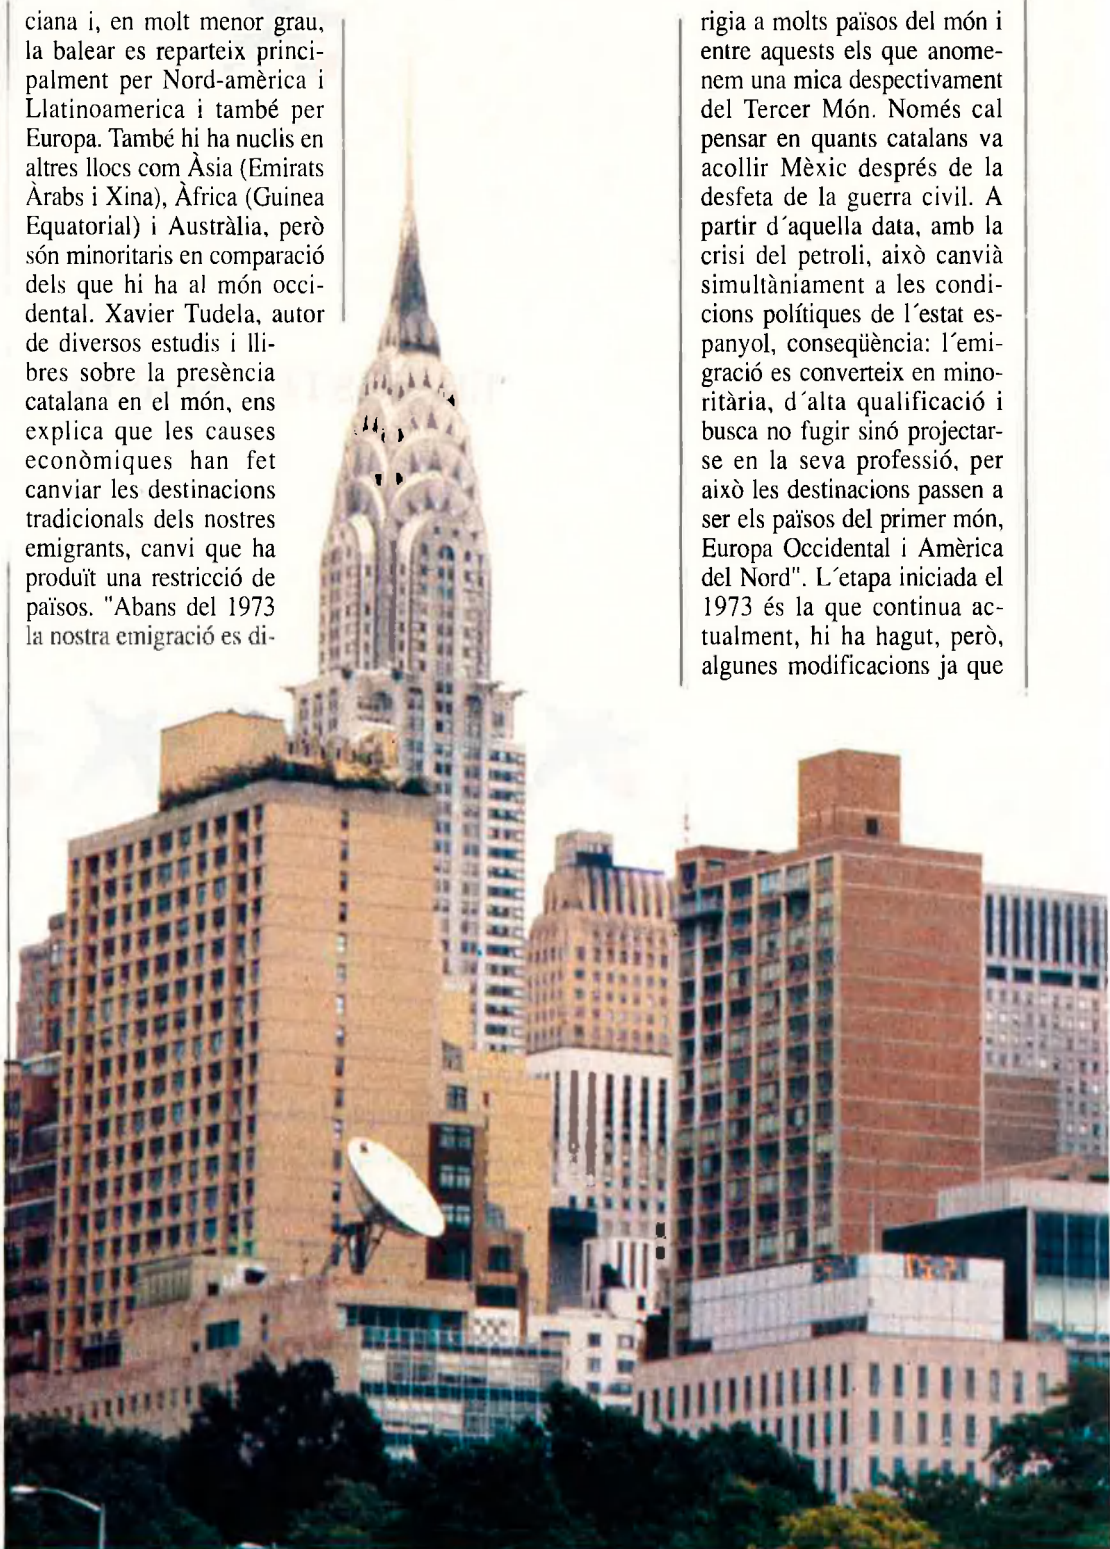 ciana i, en molt menor grau,
la balear es reparteix princi-
palment per Nord-amèrica i
Llatinoamerica i també per
Europa. També hi ha nuclis en
altres llocs com Àsia (Emirats
Àrabs i Xina), Àfrica (Guinea
Equatorial) i Austràlia, però
són minoritaris en comparació
dels que hi ha al món occi-
dental. Xavier Tudela, autor
de diversos estudis i lli-
bres sobre la presència
catalana en el món, ens
explica que les causes
econòmiques han fet
canviar les destinacions
tradicionals dels nostres
emigrants, canvi que ha
produït una restricció de
països. "Abans del 1973
la nostra emigració es di-
rigia a molts països del món i
entre aquests els que anome-
nem una mica despectivament
del Tercer Món. Només cal
pensar en quants catalans va
acollir Mèxic després de la
desfeta de la guerra civil. A
partir d´aquella data, amb la
crisi del petroli, això canvià
simultàniament a les condi-
cions polítiques de l´estat es-
panyol, conseqüència: l´emi-
gració es converteix en mino-
ritària, d´alta qualificació i
busca no fugir sinó projectar-
se en la seva professió, per
això les destinacions passen a
ser els països del primer món,
Europa Occidental i Amèrica
del Nord". L´etapa iniciada el
1973 és la que continua ac-
tualment, hi ha hagut, però,
algunes modificacions ja que